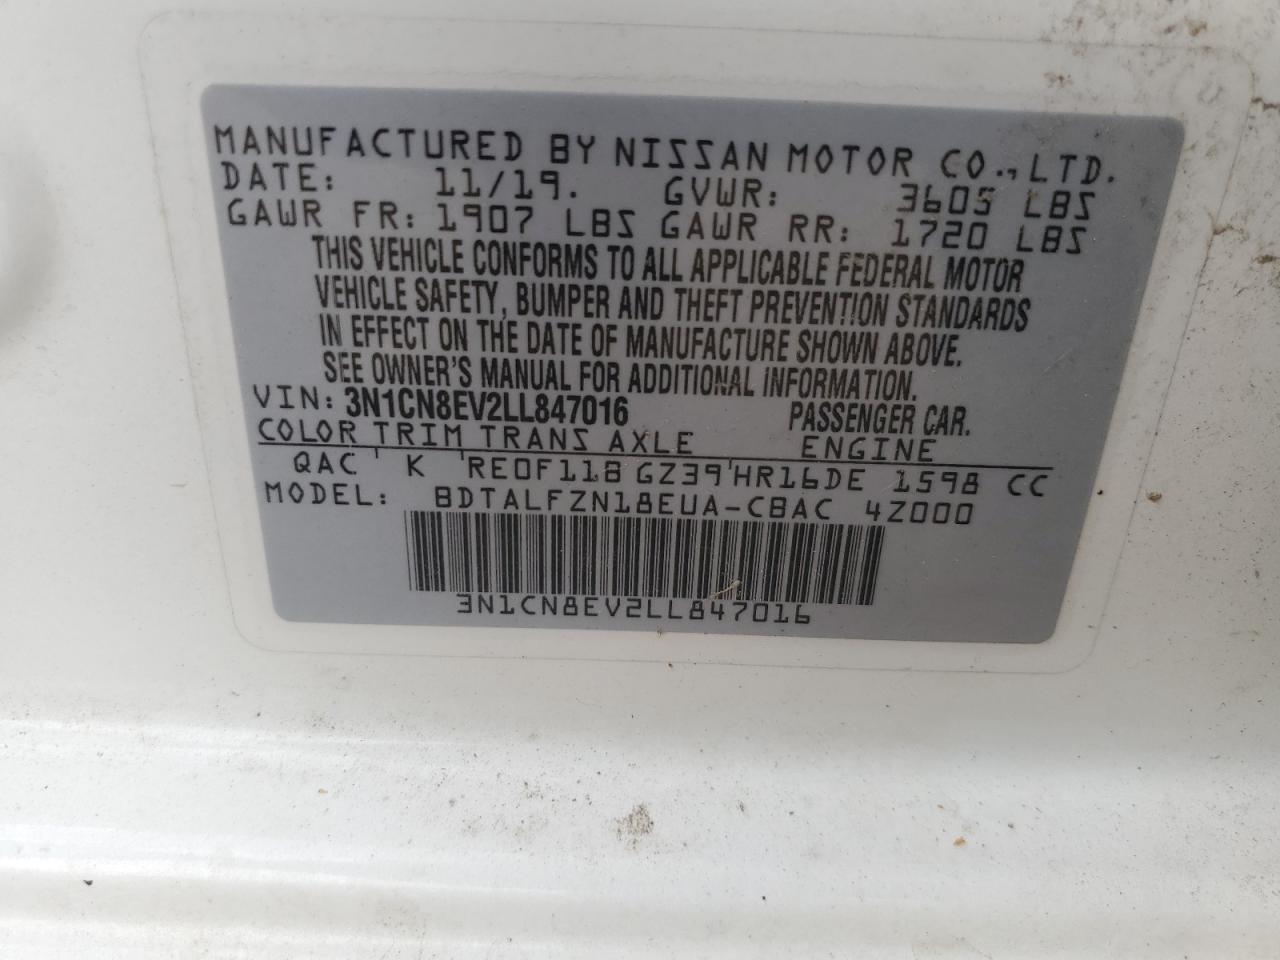 MANUFACTURED BY NISSAN MOTOR CO.,LTD.
DATE: 11/19. GVWR: 3605 LBS
GAWR FR: 1907 LBS GAWR RR: 1720 LBS
THIS VEHICLE CONFORMS TO ALL APPLICABLE FEDERAL MOTOR
VEHICLE SAFETY, BUMPER AND THEFT PREVENTION STANDARDS
IN EFFECT ON THE DATE OF MANUFACTURE SHOWN ABOVE.
SEE OWNER'S MANUAL FOR ADDITIONAL INFORMATION.
VIN: 3N1CN8EV2LL847016 PASSENGER CAR.
COLOR TRIM TRANS AXLE ENGINE
QAC ' K ' RE0F11B GZ39'HR16DE 1598 CC
MODEL: BDTALFZN18EUA-CBAC 4Z000
3N1CN8EV2LL847016